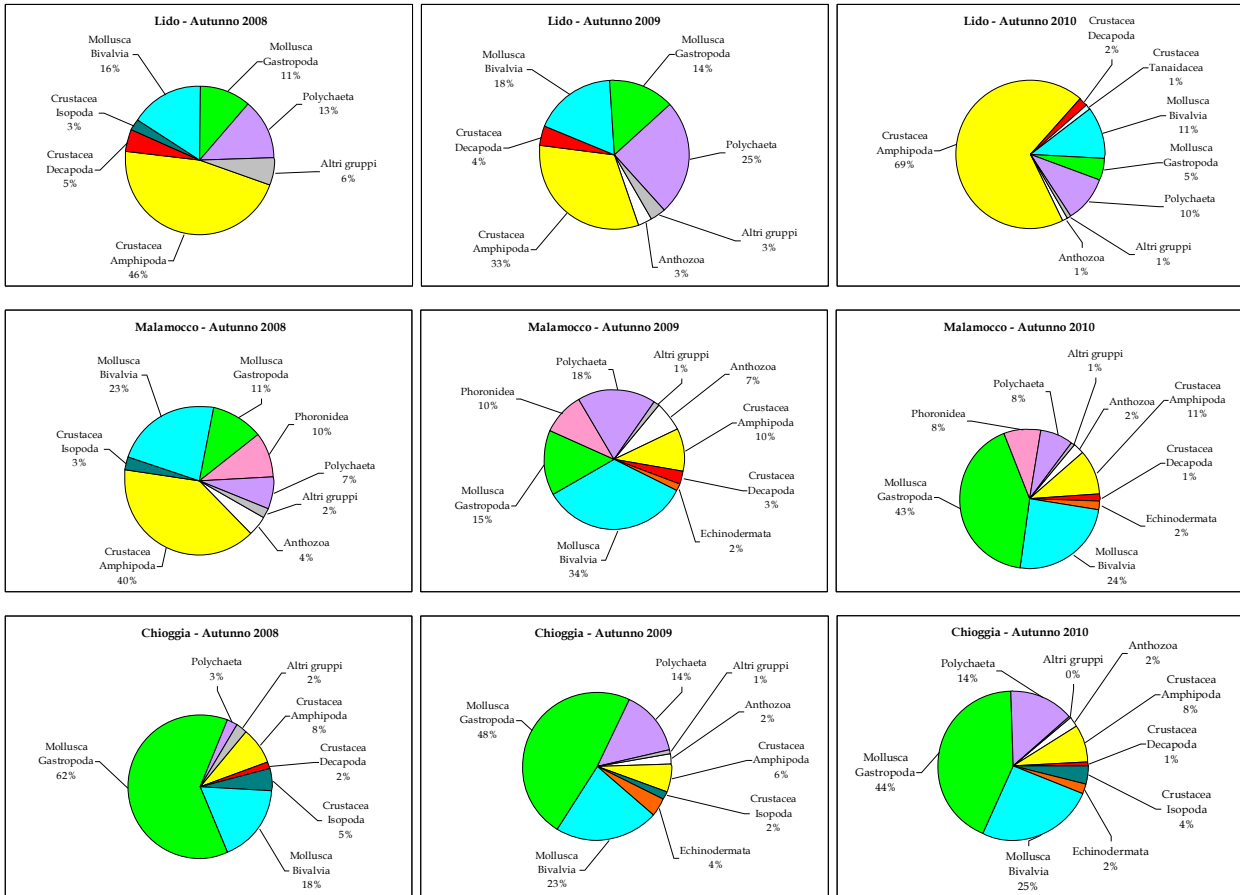 Lido - Autunno 2008
Mollusca
Bivalvia
16%
Mollusca
Gastropoda
11%
Polychaeta
13%
Altri gruppi
6%
Crustacea
Amphipoda
46%
Crustacea
Decapoda
5%
Crustacea
Isopoda
3%
Lido - Autunno 2009
Mollusca
Bivalvia
18%
Mollusca
Gastropoda
14%
Polychaeta
25%
Altri gruppi
3%
Anthozoa
3%
Crustacea
Amphipoda
33%
Crustacea
Decapoda
4%
Lido - Autunno 2010
Crustacea
Decapoda
2%
Crustacea
Tanaidacea
1%
Mollusca
Bivalvia
11%
Mollusca
Gastropoda
5%
Polychaeta
10%
Altri gruppi
1%
Anthozoa
1%
Crustacea
Amphipoda
69%
Malamocco - Autunno 2008
Mollusca
Bivalvia
23%
Mollusca
Gastropoda
11%
Phoronidea
10%
Polychaeta
7%
Altri gruppi
2%
Anthozoa
4%
Crustacea
Amphipoda
40%
Crustacea
Isopoda
3%
Malamocco - Autunno 2009
Polychaeta
18%
Altri gruppi
1%
Anthozoa
7%
Crustacea
Amphipoda
10%
Crustacea
Decapoda
3%
Echinodermata
2%
Mollusca
Bivalvia
34%
Mollusca
Gastropoda
15%
Phoronidea
10%
Malamocco - Autunno 2010
Altri gruppi
1%
Polychaeta
8%
Anthozoa
2%
Crustacea
Amphipoda
11%
Crustacea
Decapoda
1%
Echinodermata
2%
Mollusca
Bivalvia
24%
Mollusca
Gastropoda
43%
Phoronidea
8%
Chioggia - Autunno 2008
Polychaeta
3%
Altri gruppi
2%
Crustacea
Amphipoda
8%
Crustacea
Decapoda
2%
Crustacea
Isopoda
5%
Mollusca
Bivalvia
18%
Mollusca
Gastropoda
62%
Chioggia - Autunno 2009
Polychaeta
14%
Altri gruppi
1%
Anthozoa
2%
Crustacea
Amphipoda
6%
Crustacea
Isopoda
2%
Echinodermata
4%
Mollusca
Bivalvia
23%
Mollusca
Gastropoda
48%
Chioggia - Autunno 2010
Polychaeta
14%
Altri gruppi
0%
Anthozoa
2%
Crustacea
Amphipoda
8%
Crustacea
Decapoda
1%
Crustacea
Isopoda
4%
Echinodermata
2%
Mollusca
Bivalvia
25%
Mollusca
Gastropoda
44%